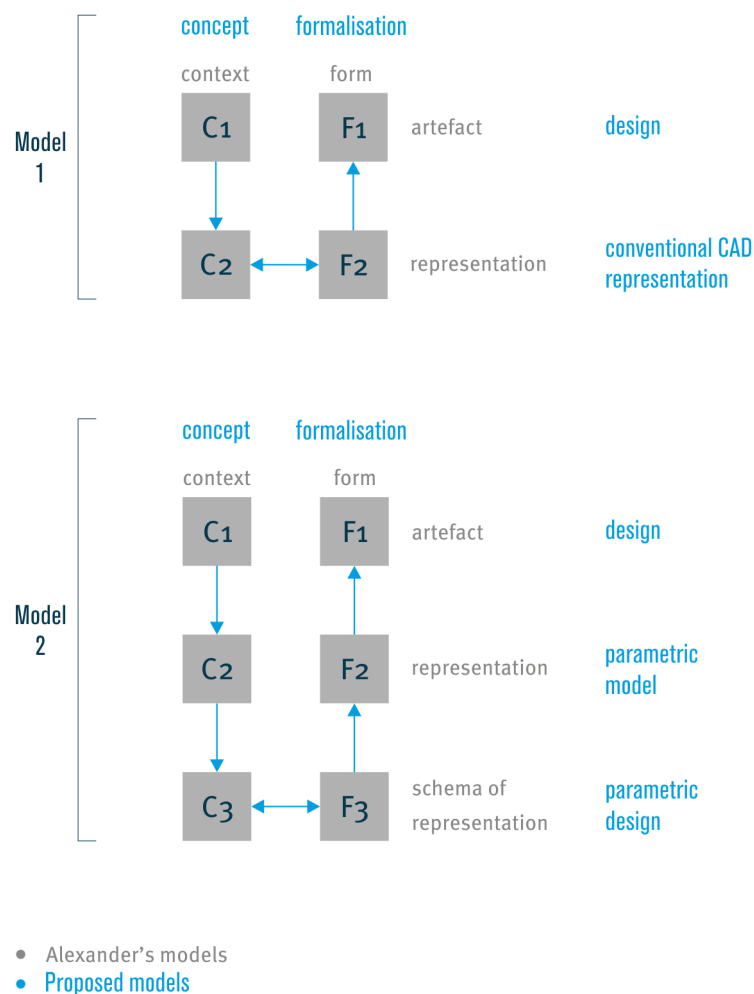 concept formalisation
context form
C1 F1 artefact design
Model
1
C2 F2 representation conventional CAD
representation
concept formalisation
context form
C1 F1 artefact design
Model
2
C2 F2 representation parametric
model
C3 F3 schema of
representation parametric
design
• Alexander’s models
• Proposed models